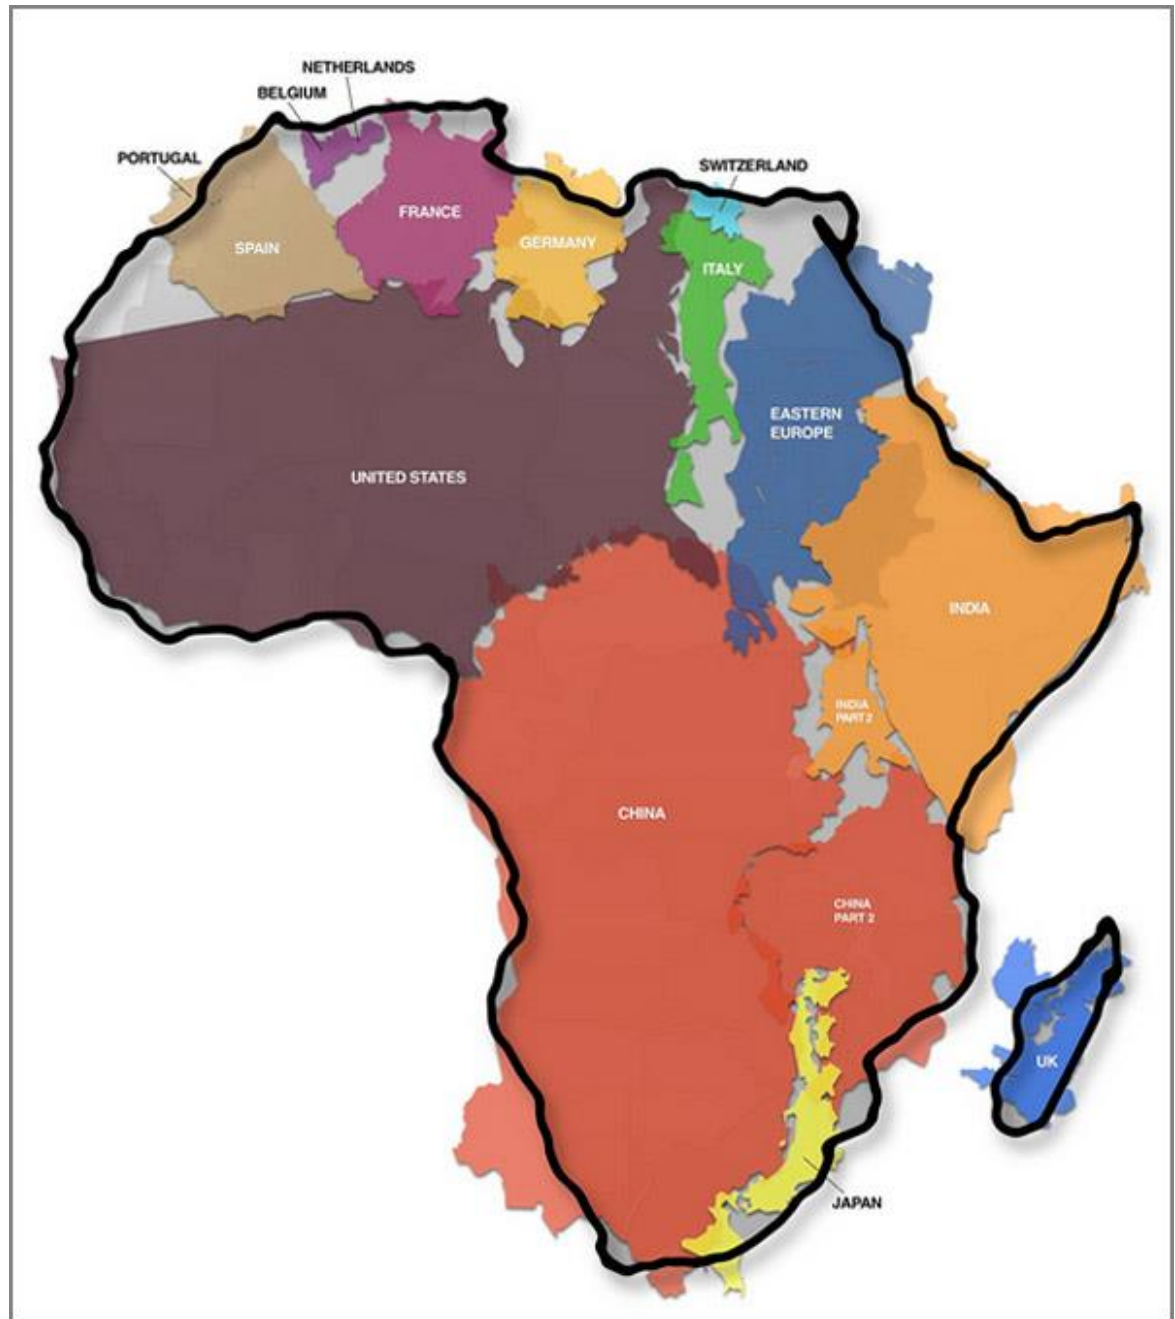 NETHERLANDS
BELGIUM
PORTUGAL
SWITZERLAND
FRANCE
SPAIN
GERMANY
ITALY
EASTERN
EUROPE
UNITED STATES
INDIA
INDIA
PART 2
CHINA
CHINA
PART 2
UK
JAPAN